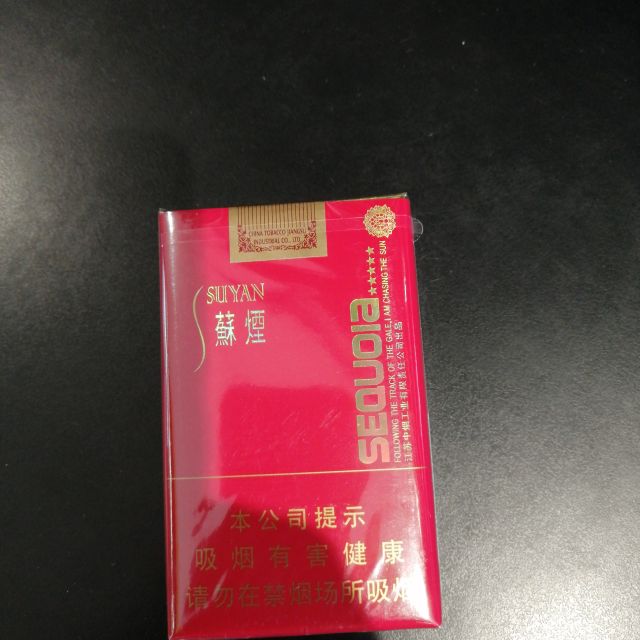 CHINA TOBACCO JIANGSU
INDUSTRIAL CO., LTD.
SUYAN
蘇煙
SEQUOIA
FOLLOWING THE TRACK OF THE GALE, I AM CHASING THE SUN
江苏中烟工业有限责任公司出品
本公司提示
吸烟有害健康
请勿在禁烟场所吸烟